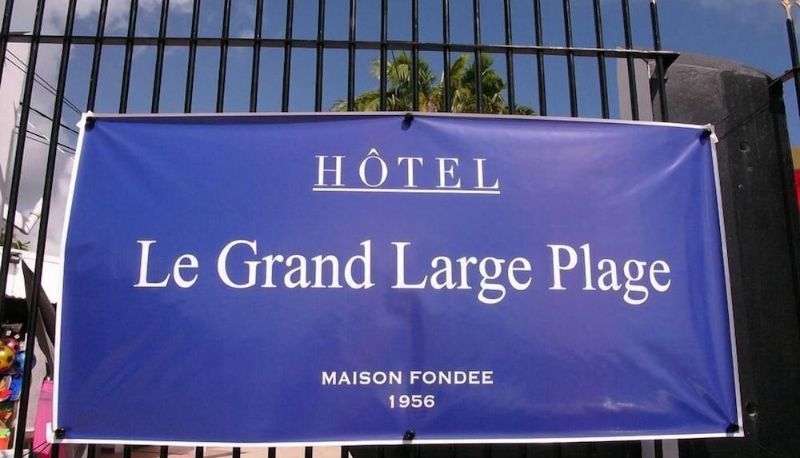 HÔTEL
Le Grand Large Plage
MAISON FONDEE
1956